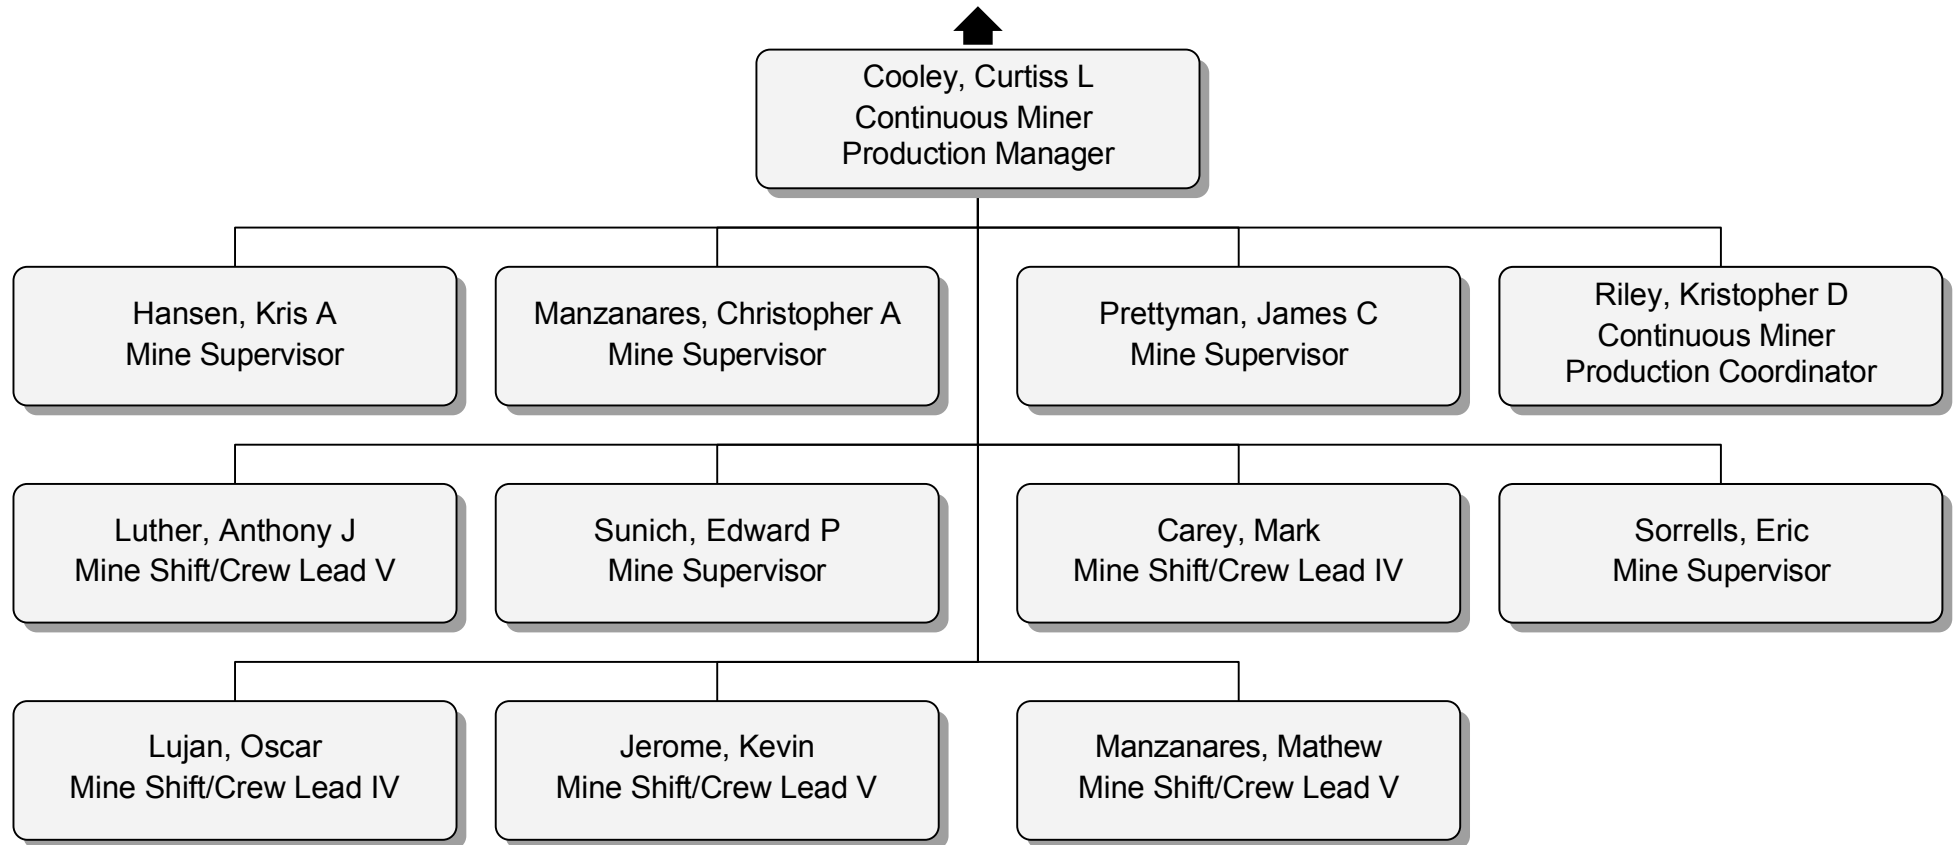 Cooley, Curtiss L
Continuous Miner
Production Manager
Hansen, Kris A
Mine Supervisor
Manzanares, Christopher A
Mine Supervisor
Prettyman, James C
Mine Supervisor
Riley, Kristopher D
Continuous Miner
Production Coordinator
Luther, Anthony J
Mine Shift/Crew Lead V
Sunich, Edward P
Mine Supervisor
Carey, Mark
Mine Shift/Crew Lead IV
Sorrells, Eric
Mine Supervisor
Lujan, Oscar
Mine Shift/Crew Lead IV
Jerome, Kevin
Mine Shift/Crew Lead V
Manzanares, Mathew
Mine Shift/Crew Lead V